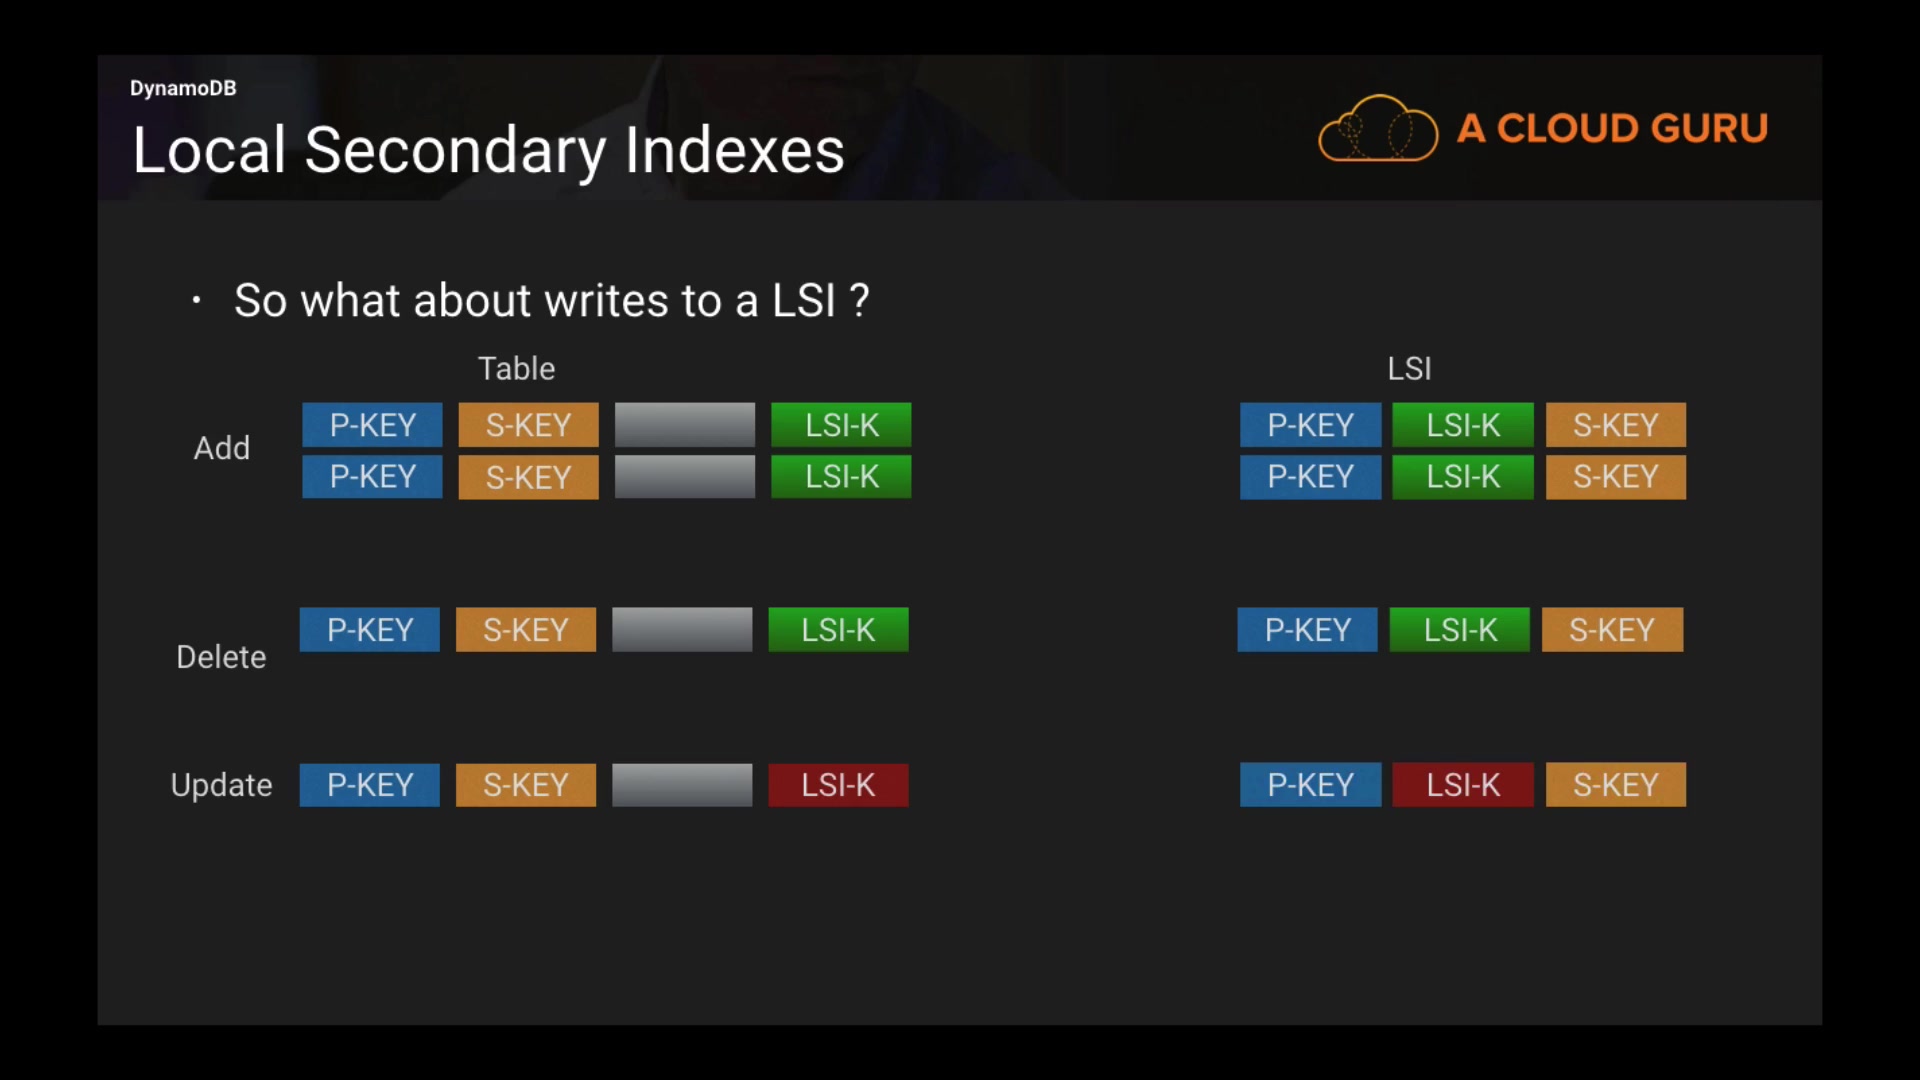 DynamoDB
Local Secondary Indexes
A CLOUD GURU
• So what about writes to a LSI ?
Table LSI
Add
P-KEY S-KEY LSI-K P-KEY LSI-K S-KEY
P-KEY S-KEY LSI-K P-KEY LSI-K S-KEY
Delete P-KEY S-KEY LSI-K P-KEY LSI-K S-KEY
Update P-KEY S-KEY LSI-K P-KEY LSI-K S-KEY